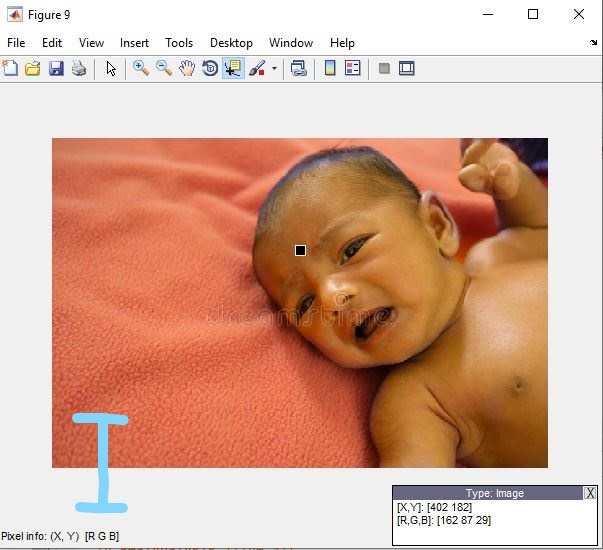 Figure 9
File Edit View Insert Tools Desktop Window Help
dreamstime
Type: Image X
[X,Y]: [402 182]
[R,G,B]: [162 87 29]
Pixel info: (X, Y) [R G B]